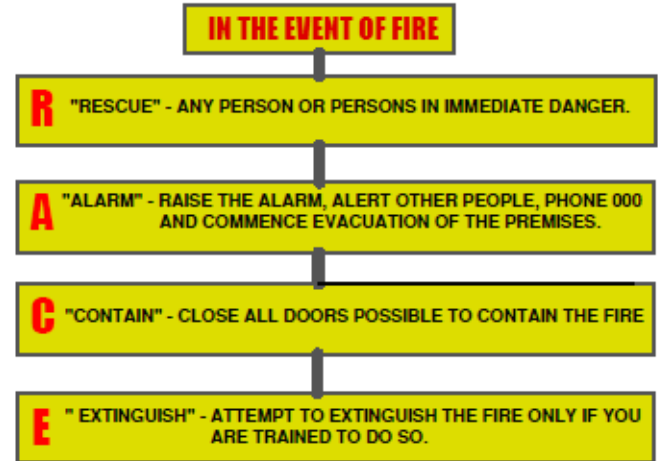 IN THE EVENT OF FIRE
R "RESCUE" - ANY PERSON OR PERSONS IN IMMEDIATE DANGER.
A "ALARM" - RAISE THE ALARM, ALERT OTHER PEOPLE, PHONE 000
AND COMMENCE EVACUATION OF THE PREMISES.
C "CONTAIN" - CLOSE ALL DOORS POSSIBLE TO CONTAIN THE FIRE
E " EXTINGUISH" - ATTEMPT TO EXTINGUISH THE FIRE ONLY IF YOU
ARE TRAINED TO DO SO.